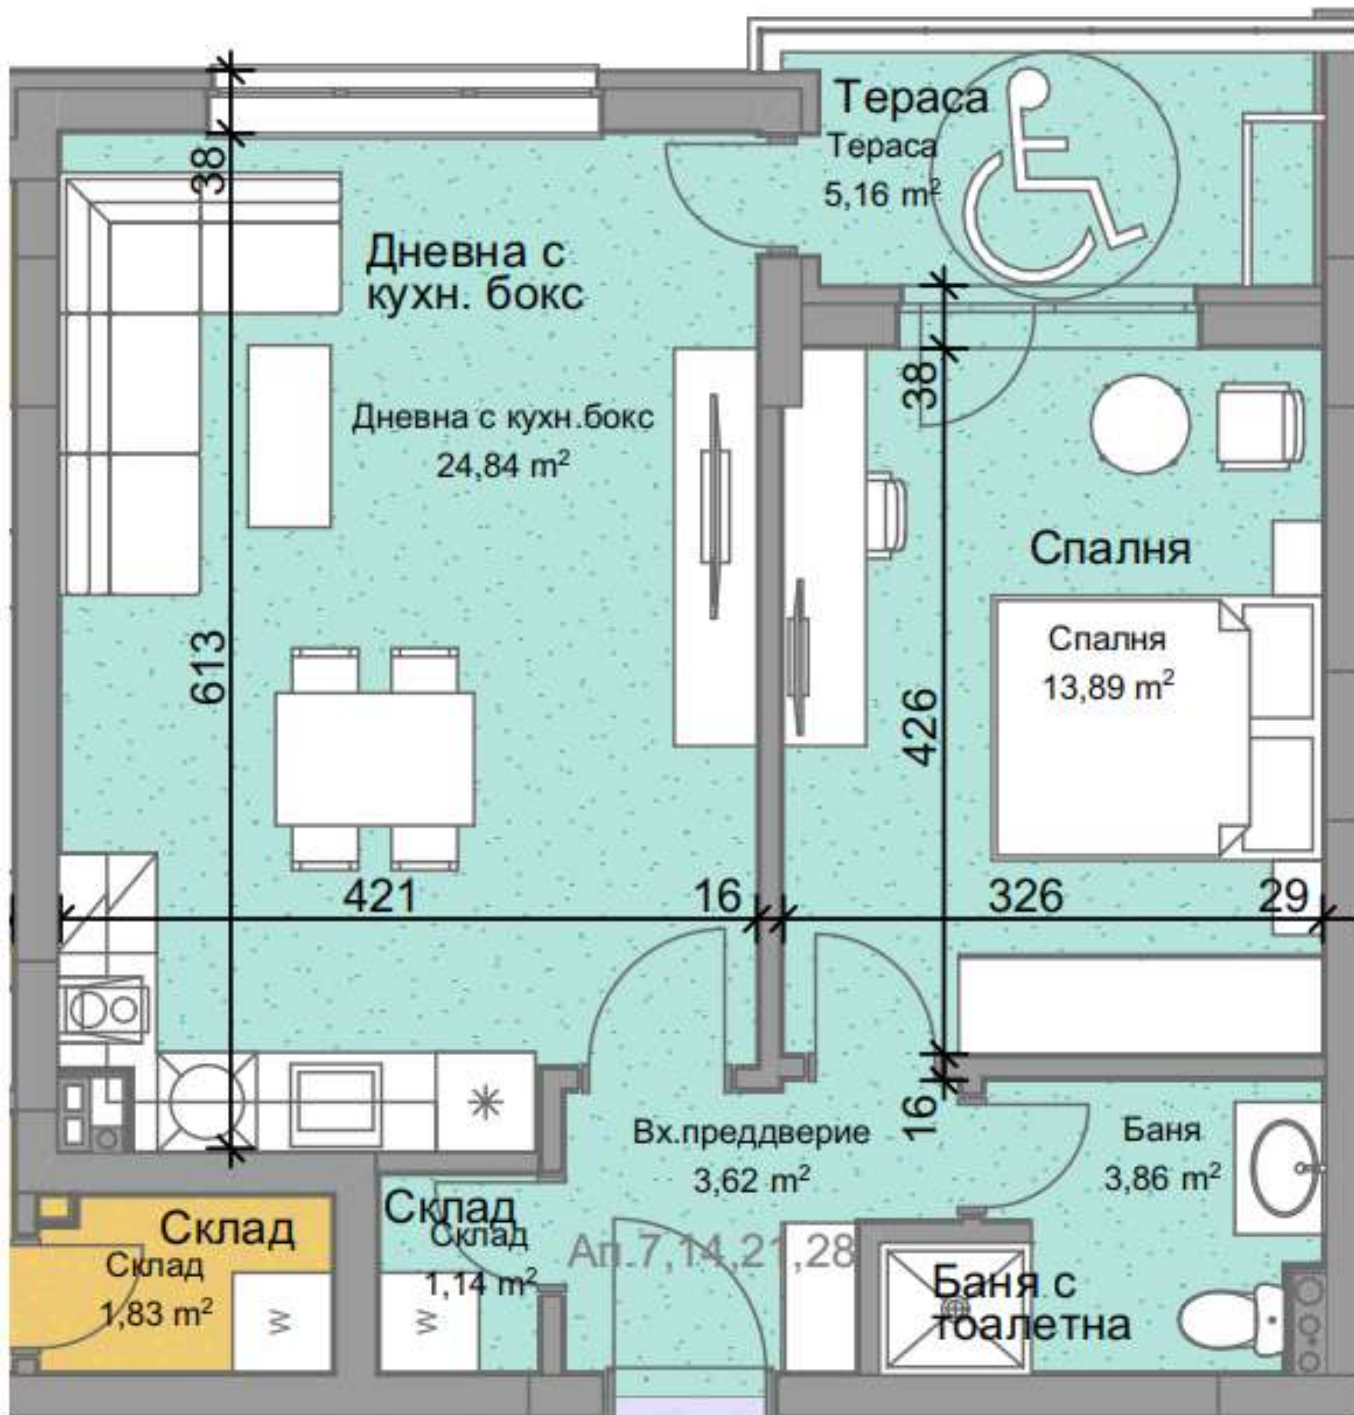 Тераса
Тераса
5,16 m²
38
Дневна с
кухн. бокс
Дневна с кухн.бокс
24,84 m²
38
Спалня
Спалня
13,89 m²
613
426
421
16
326
29
16
Вх.преддверие
3,62 m²
Баня
3,86 m²
Склад
Склад
1,83 m²
W
Склад
Склад
1,14 m²
W
Ап.7,14,21,28
Баня с
тоалетна